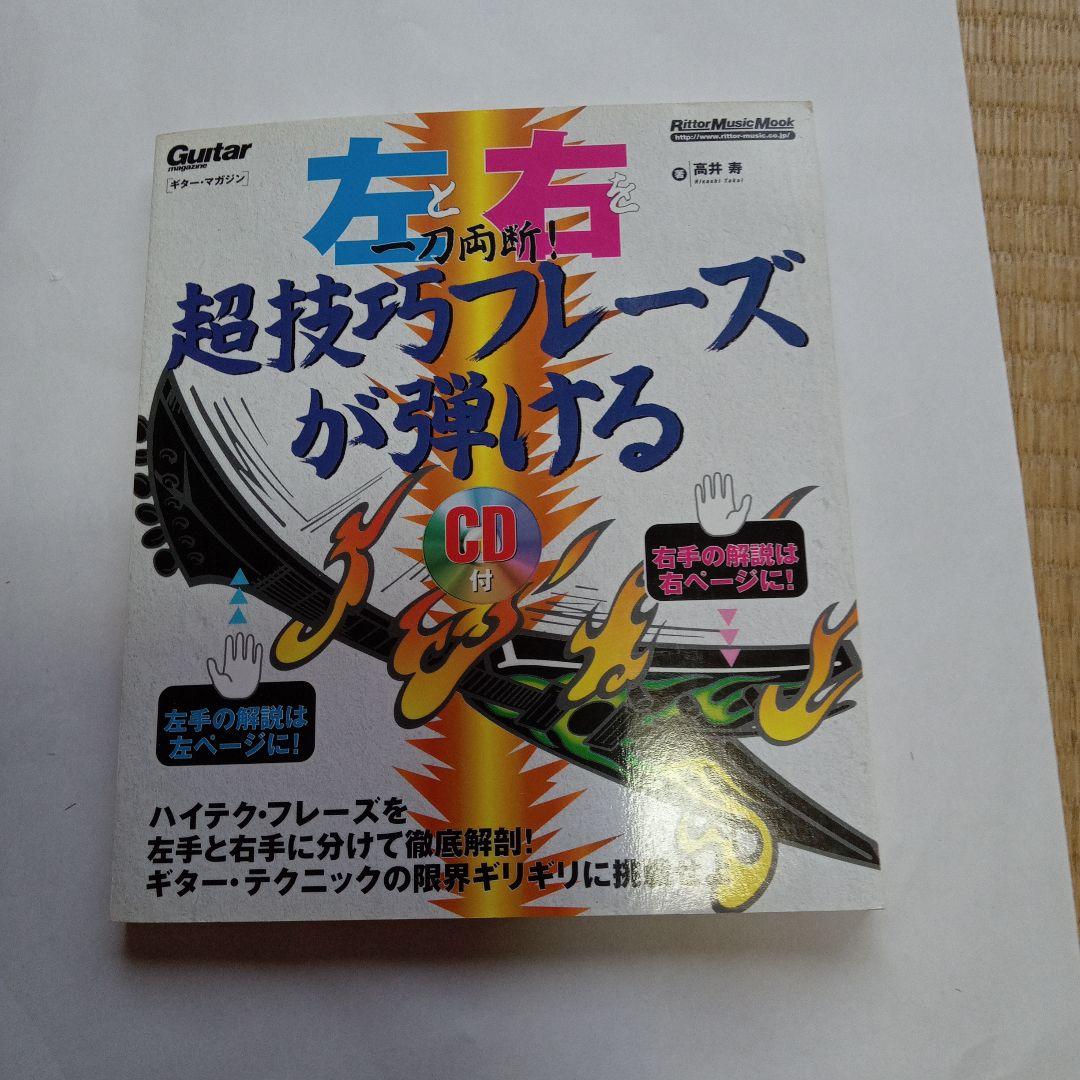 Guitar
magazine
[ギター・マガジン]
RittorMusicMook
http://www.rittor-music.co.jp/
著 高井 寿
Hisashi Takai
左と右を
一刀両断!
超技巧フレーズ
が弾ける
CD
付
右手の解説は
右ページに!
左手の解説は
左ページに!
ハイテク・フレーズを
左手と右手に分けて徹底解剖!
ギター・テクニックの限界ギリギリに挑戦せよ